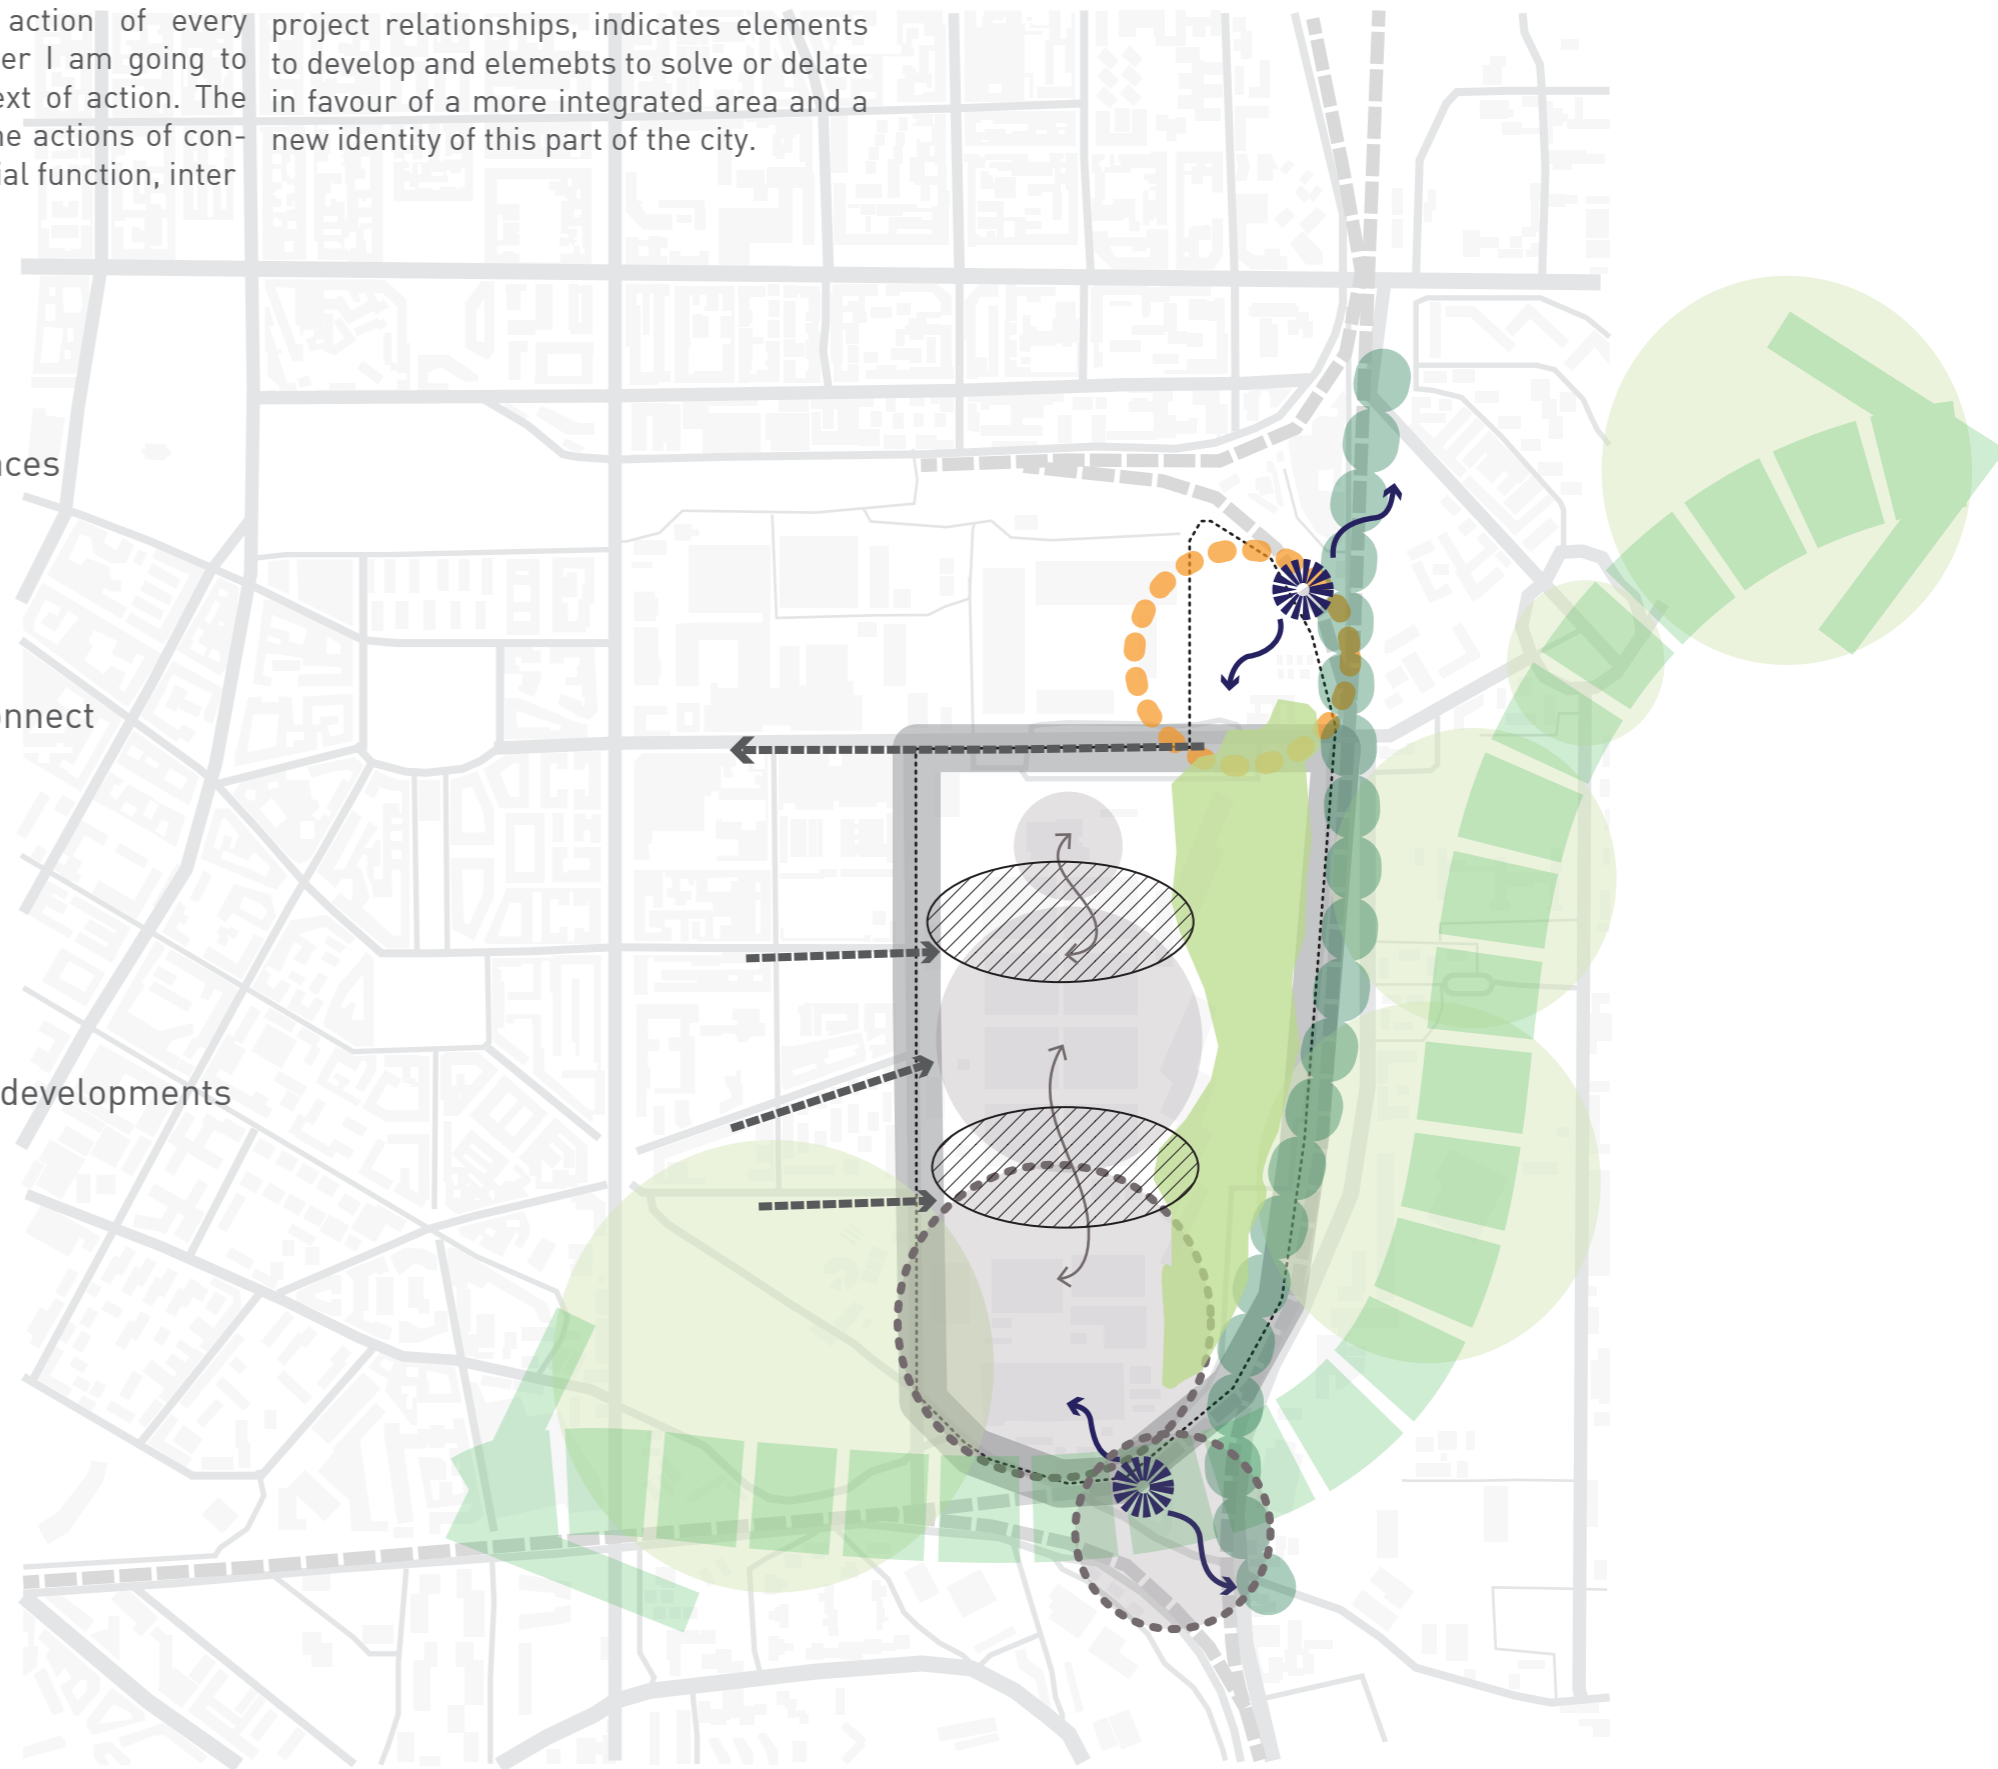 action of every
er I am going to
ext of action. The
ne actions of con-
ial function, inter
project relationships, indicates elements
to develop and elemebts to solve or delate
in favour of a more integrated area and a
new identity of this part of the city.
nces
onnect
developments